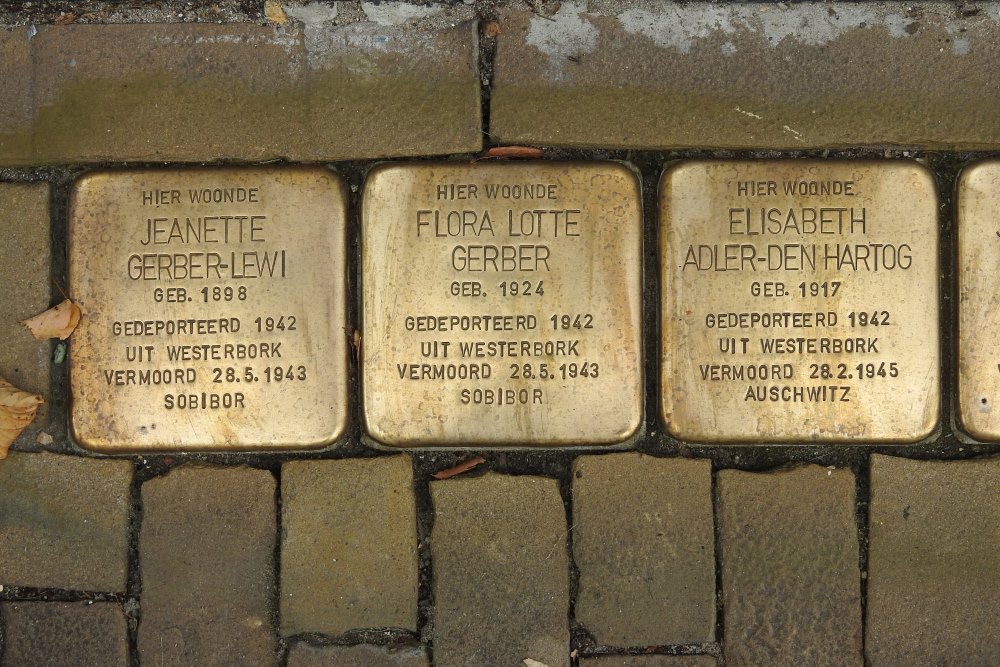 HIER WOONDE
JEANETTE
GERBER-LEWI
GEB. 1898
GEDEPORTEERD 1942
UIT WESTERBORK
VERMOORD 28.5.1943
SOBIBOR
HIER WOONDE
FLORA LOTTE
GERBER
GEB. 1924
GEDEPORTEERD 1942
UIT WESTERBORK
VERMOORD 28.5.1943
SOBIBOR
HIER WOONDE
ELISABETH
ADLER-DEN HARTOG
GEB. 1917
GEDEPORTEERD 1942
UIT WESTERBORK
VERMOORD 28.2.1945
AUSCHWITZ